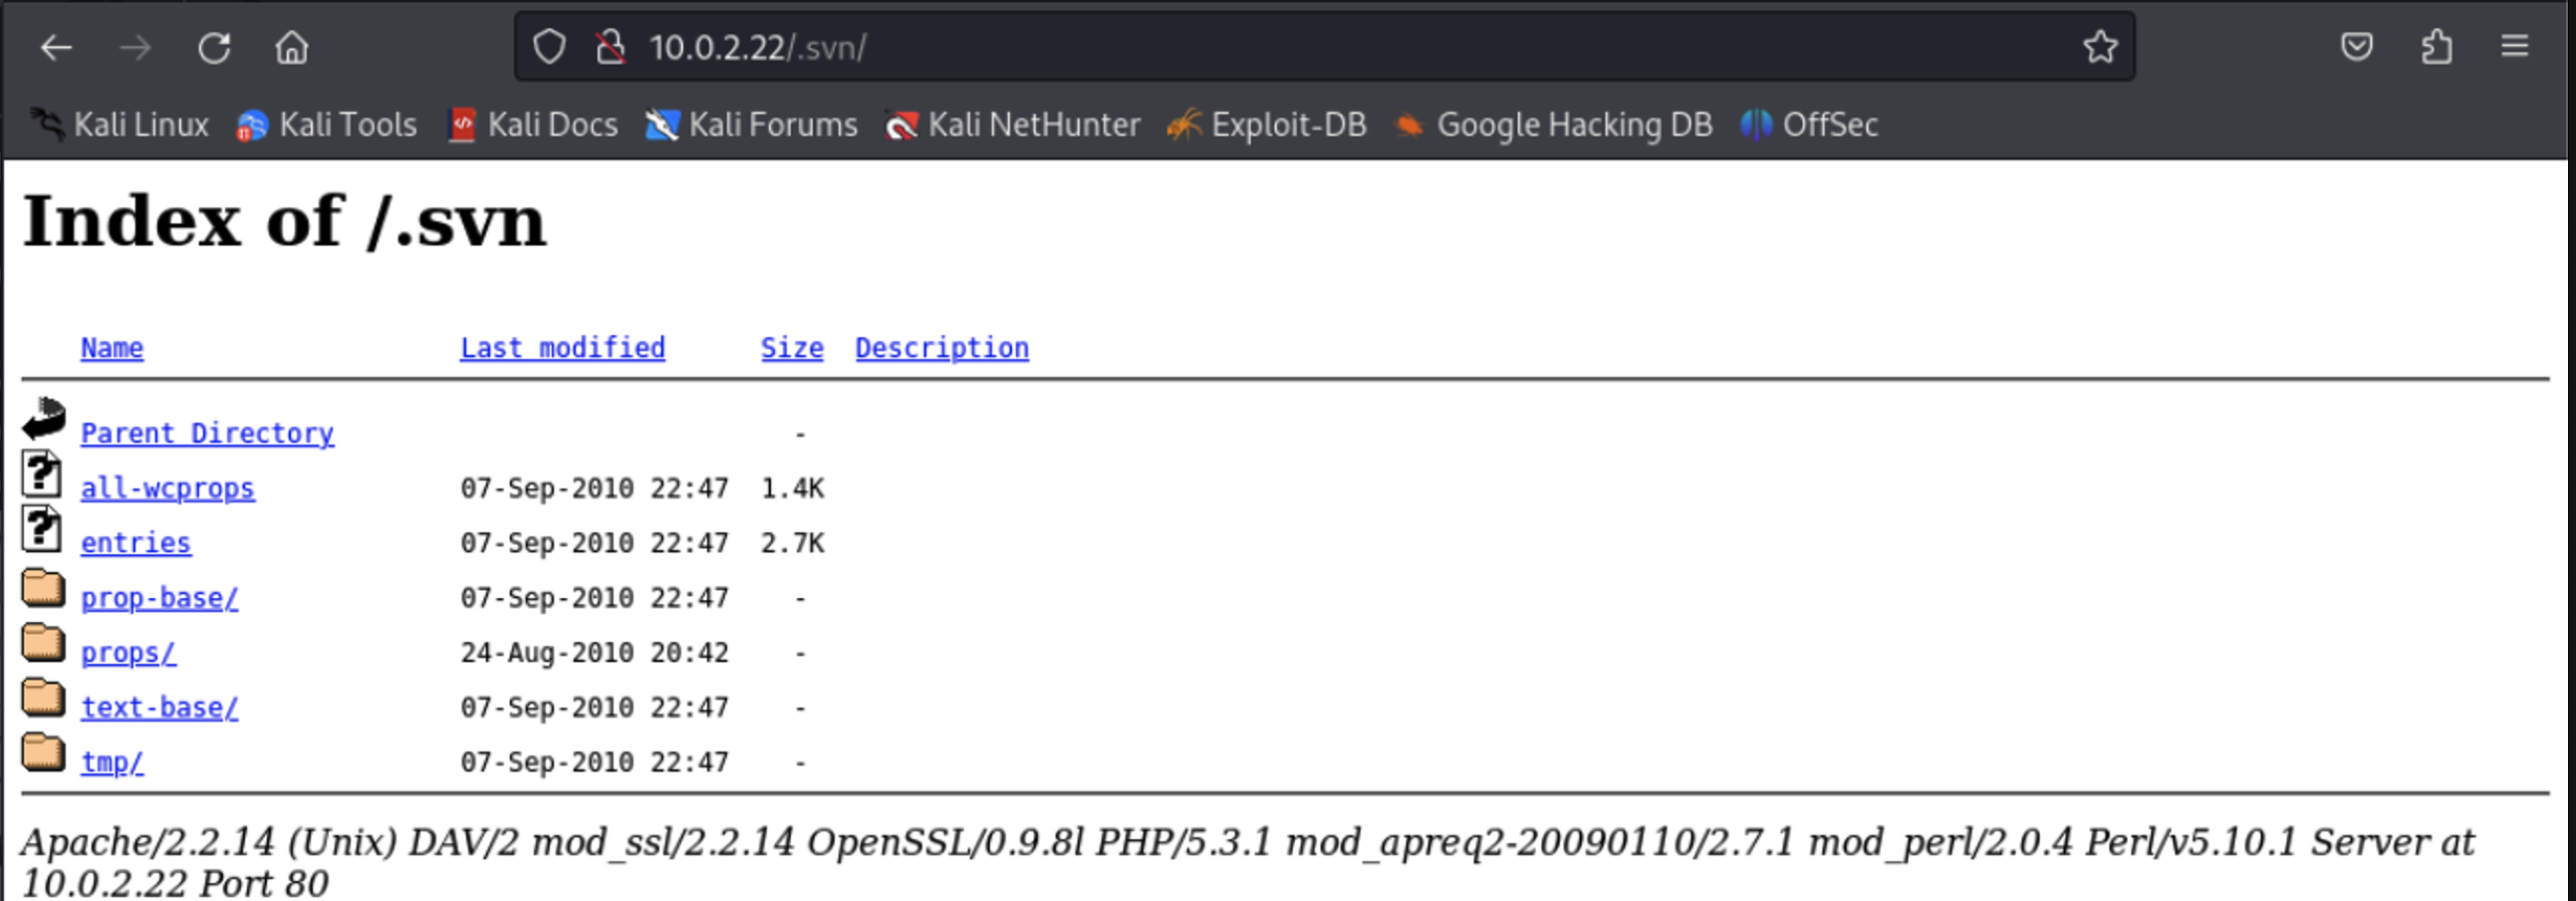 10.0.2.22/.svn/
Kali Linux Kali Tools Kali Docs Kali Forums Kali NetHunter Exploit-DB Google Hacking DB OffSec
Index of /.svn
Name Last modified Size Description
Parent Directory -
all-wcprops 07-Sep-2010 22:47 1.4K
entries 07-Sep-2010 22:47 2.7K
prop-base/ 07-Sep-2010 22:47 -
props/ 24-Aug-2010 20:42 -
text-base/ 07-Sep-2010 22:47 -
tmp/ 07-Sep-2010 22:47 -
Apache/2.2.14 (Unix) DAV/2 mod_ssl/2.2.14 OpenSSL/0.9.8l PHP/5.3.1 mod_apreq2-20090110/2.7.1 mod_perl/2.0.4 Perl/v5.10.1 Server at
10.0.2.22 Port 80